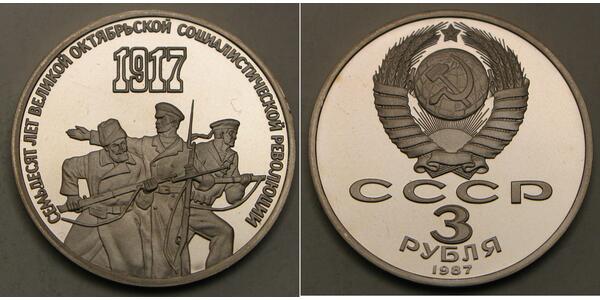 СЕМЬДЕСЯТ ЛЕТ ВЕЛИКОЙ ОКТЯБРЬСКОЙ СОЦИАЛИСТИЧЕСКОЙ РЕВОЛЮЦИИ
1917
СССР
3
РУБЛЯ
1987